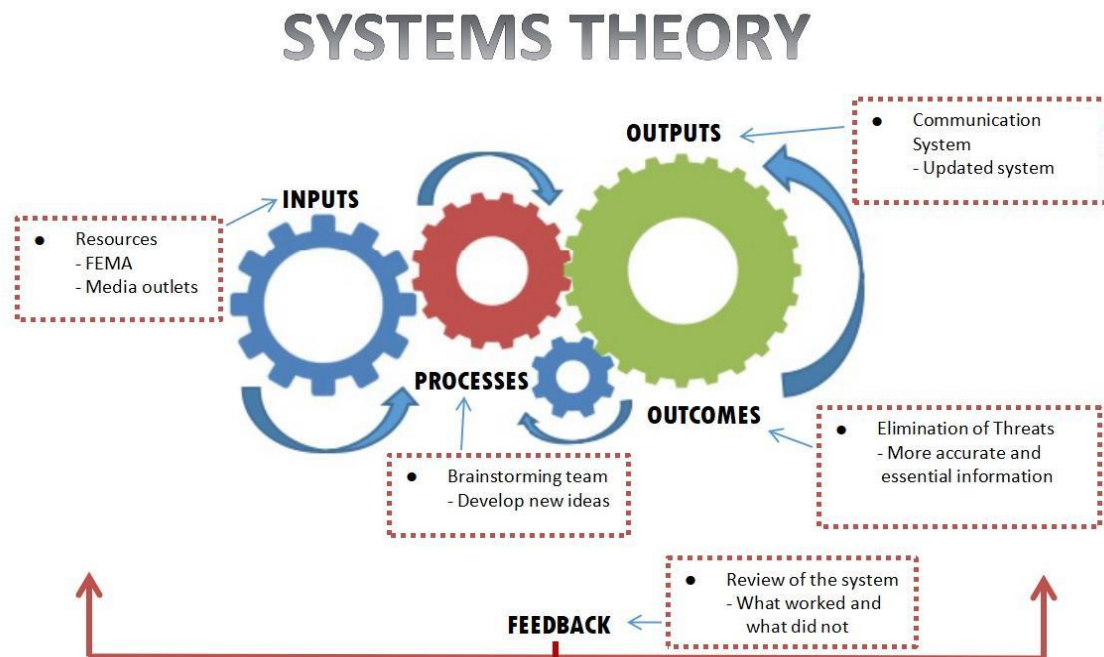 SYSTEMS THEORY
OUTPUTS
● Communication
System
- Updated system
INPUTS
● Resources
- FEMA
- Media outlets
PROCESSES
OUTCOMES
● Elimination of Threats
- More accurate and
essential information
● Brainstorming team
- Develop new ideas
● Review of the system
- What worked and
what did not
FEEDBACK